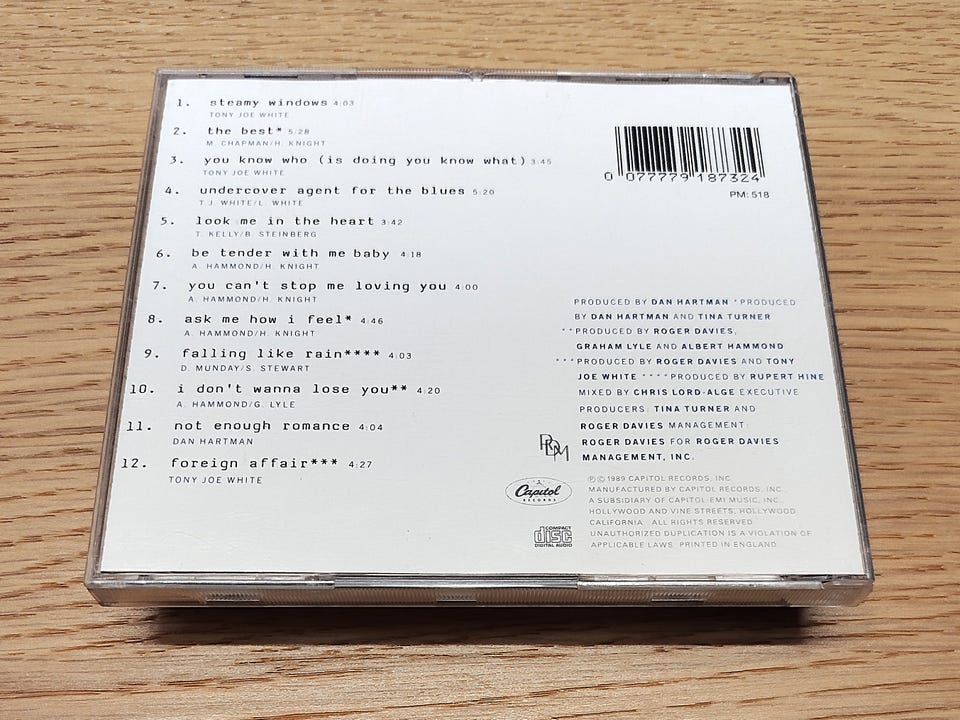 1. steamy windows 4:03
TONY JOE WHITE
2. the best* 5:28
M. CHAPMAN/H. KNIGHT
3. you know who (is doing you know what) 3:45
TONY JOE WHITE
4. undercover agent for the blues 5:20
T.J. WHITE/L. WHITE
5. look me in the heart 3:42
T. KELLY/B. STEINBERG
6. be tender with me baby 4:18
A. HAMMOND/H. KNIGHT
7. you can't stop me loving you 4:00
A. HAMMOND/H. KNIGHT
8. ask me how i feel* 4:46
A. HAMMOND/H. KNIGHT
9. falling like rain**** 4:03
D. MUNDAY/S. STEWART
10. i don't wanna lose you** 4:20
A. HAMMOND/G. LYLE
11. not enough romance 4:04
DAN HARTMAN
12. foreign affair*** 4:27
TONY JOE WHITE
0 077779 187324
PM: 518
PRODUCED BY DAN HARTMAN *PRODUCED
BY DAN HARTMAN AND TINA TURNER
**PRODUCED BY ROGER DAVIES,
GRAHAM LYLE AND ALBERT HAMMOND
***PRODUCED BY ROGER DAVIES AND TONY
JOE WHITE ****PRODUCED BY RUPERT HINE
MIXED BY CHRIS LORD-ALGE EXECUTIVE
PRODUCERS: TINA TURNER AND
ROGER DAVIES MANAGEMENT:
ROGER DAVIES FOR ROGER DAVIES
MANAGEMENT, INC.
RDM
Capitol
RECORDS
℗© 1989 CAPITOL RECORDS, INC.
MANUFACTURED BY CAPITOL RECORDS, INC.,
A SUBSIDIARY OF CAPITOL-EMI MUSIC, INC.,
HOLLYWOOD AND VINE STREETS, HOLLYWOOD
CALIFORNIA. ALL RIGHTS RESERVED.
UNAUTHORIZED DUPLICATION IS A VIOLATION OF
APPLICABLE LAWS. PRINTED IN ENGLAND
COMPACT
disc
DIGITAL AUDIO